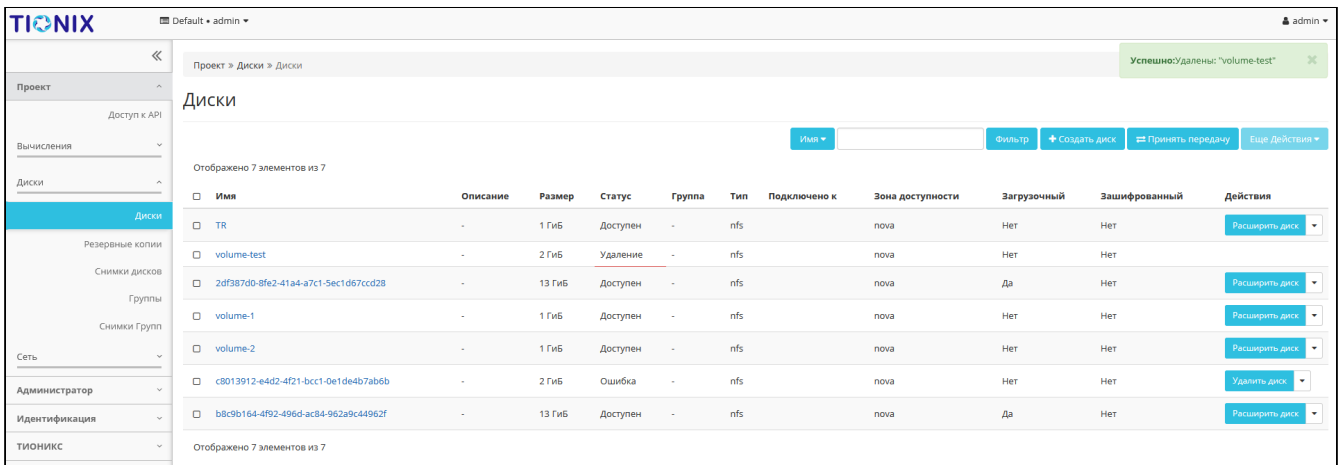 TIONIX
Default • admin
admin
Проект » Диски » Диски
Успешно:Удалены: "volume-test"
Проект
Доступ к API
Вычисления
Диски
Диски
Резервные копии
Снимки дисков
Группы
Снимки Групп
Сеть
Администратор
Идентификация
ТИОНИКС
Диски
Имя Фильтр Создать диск Принять передачу Еще Действия
Отображено 7 элементов из 7
Имя Описание Размер Статус Группа Тип Подключено к Зона доступности Загрузочный Зашифрованный Действия
TR - 1 ГиБ Доступен - nfs nova Нет Нет Расширить диск
volume-test - 2 ГиБ Удаление - nfs nova Нет Нет
2df387d0-8fe2-41a4-a7c1-5ec1d67ccd28 - 13 ГиБ Доступен - nfs nova Да Нет Расширить диск
volume-1 - 1 ГиБ Доступен - nfs nova Нет Нет Расширить диск
volume-2 - 1 ГиБ Доступен - nfs nova Нет Нет Расширить диск
c8013912-e4d2-4f21-bcc1-0e1de4b7ab6b - 2 ГиБ Ошибка - nfs nova Нет Нет Удалить диск
b8c9b164-4f92-496d-ac84-962a9c44962f - 13 ГиБ Доступен - nfs nova Да Нет Расширить диск
Отображено 7 элементов из 7